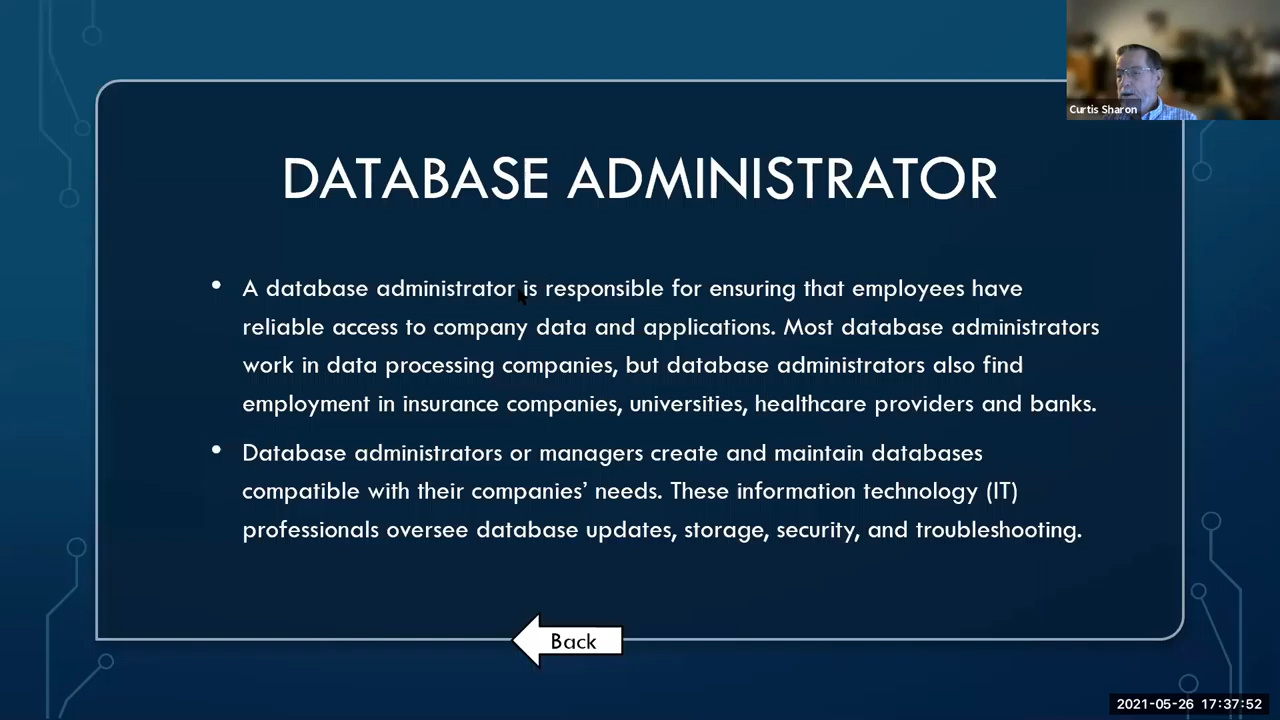 Curtis Sharon
DATABASE ADMINISTRATOR
• A database administrator is responsible for ensuring that employees have
reliable access to company data and applications. Most database administrators
work in data processing companies, but database administrators also find
employment in insurance companies, universities, healthcare providers and banks.
• Database administrators or managers create and maintain databases
compatible with their companies’ needs. These information technology (IT)
professionals oversee database updates, storage, security, and troubleshooting.
Back
2021-05-26 17:37:52